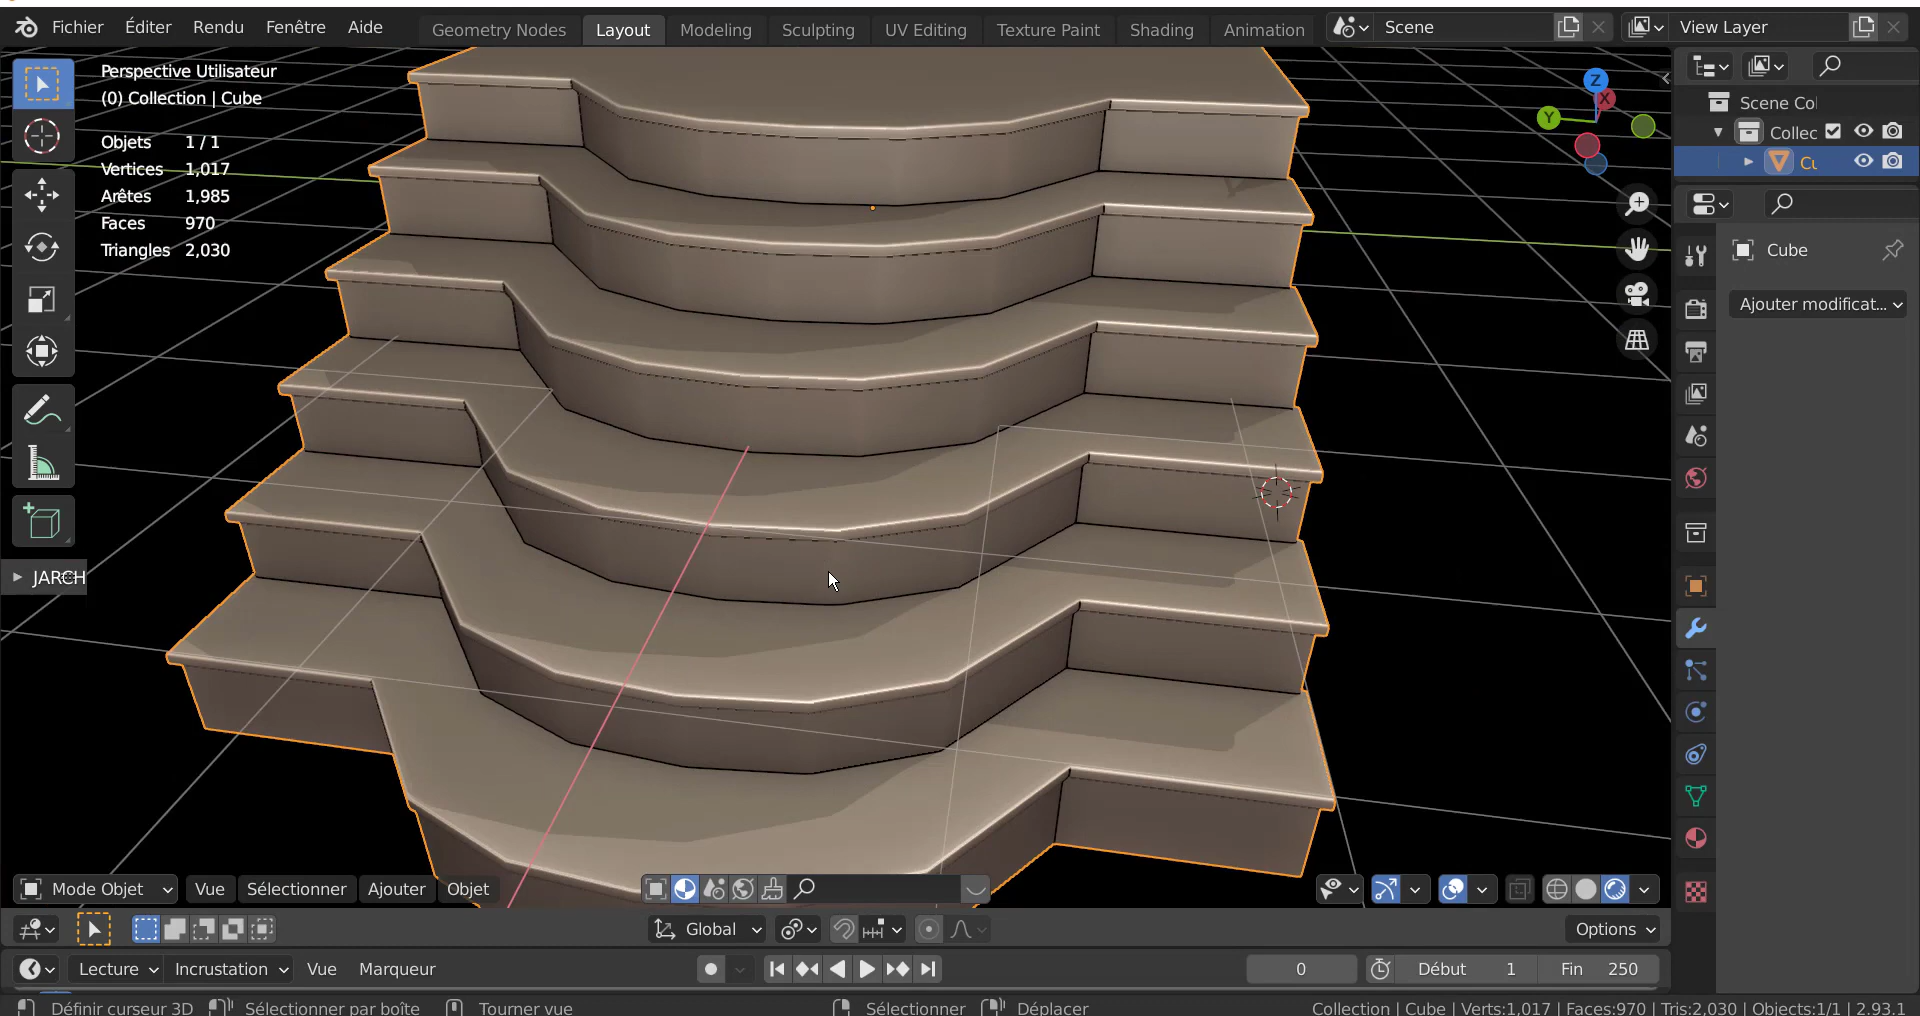 Fichier Éditer Rendu Fenêtre Aide Geometry Nodes Layout Modeling Sculpting UV Editing Texture Paint Shading Animation Scene View Layer
Perspective Utilisateur
(0) Collection | Cube
Objets 1 / 1
Vertices 1,017
Arêtes 1,985
Faces 970
Triangles 2,030
Z
X
Y
JARCH
Scene Col
Collec
Cu
Cube
Ajouter modificat...
Mode Objet Vue Sélectionner Ajouter Objet
Global Options
Lecture Incrustation Vue Marqueur 0 Début 1 Fin 250
Définir curseur 3D Sélectionner par boîte Tourner vue Sélectionner Déplacer Collection | Cube | Verts:1,017 | Faces:970 | Tris:2,030 | Objects:1/1 | 2.93.1